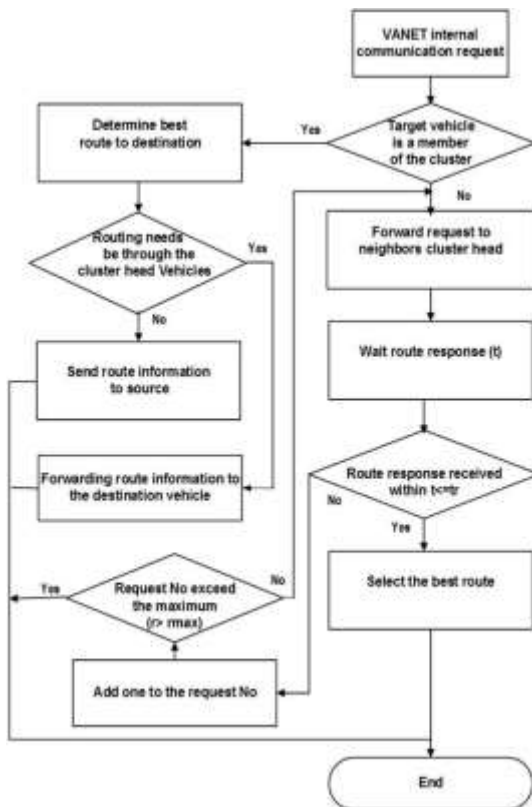 VANET internal
communication request
Target vehicle
is a member
of the cluster
Yes
No
Determine best
route to destination
Routing needs
be through the
cluster head Vehicles
Yes
No
Send route information
to source
Forwarding route information to
the destination vehicle
Forward request to
neighbors cluster head
Wait route response (t)
Route response received
within t<=tr
No
Yes
Select the best route
Add one to the request No
Request No exceed
the maximum
(r> rmax)
Yes
No
End